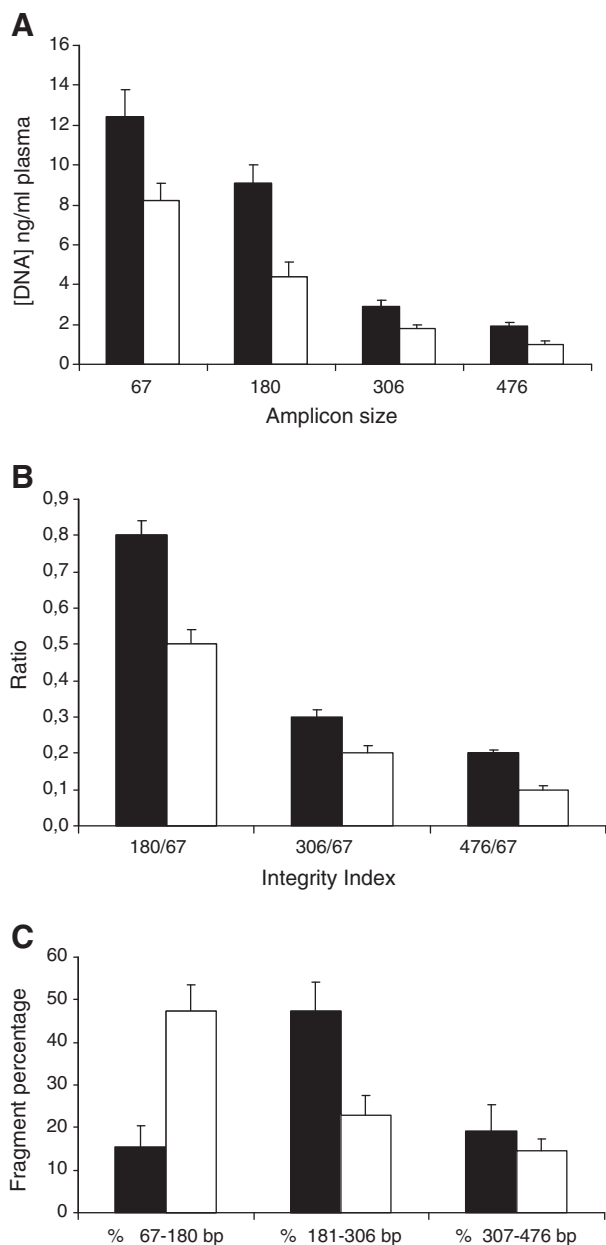 A
[DNA] ng/ml plasma
16
14
12
10
8
6
4
2
0
67 180 306 476
Amplicon size
B
Ratio
0,9
0,8
0,7
0,6
0,5
0,4
0,3
0,2
0,1
0,0
180/67 306/67 476/67
Integrity Index
C
Fragment percentage
60
50
40
30
20
10
0
% 67-180 bp % 181-306 bp % 307-476 bp